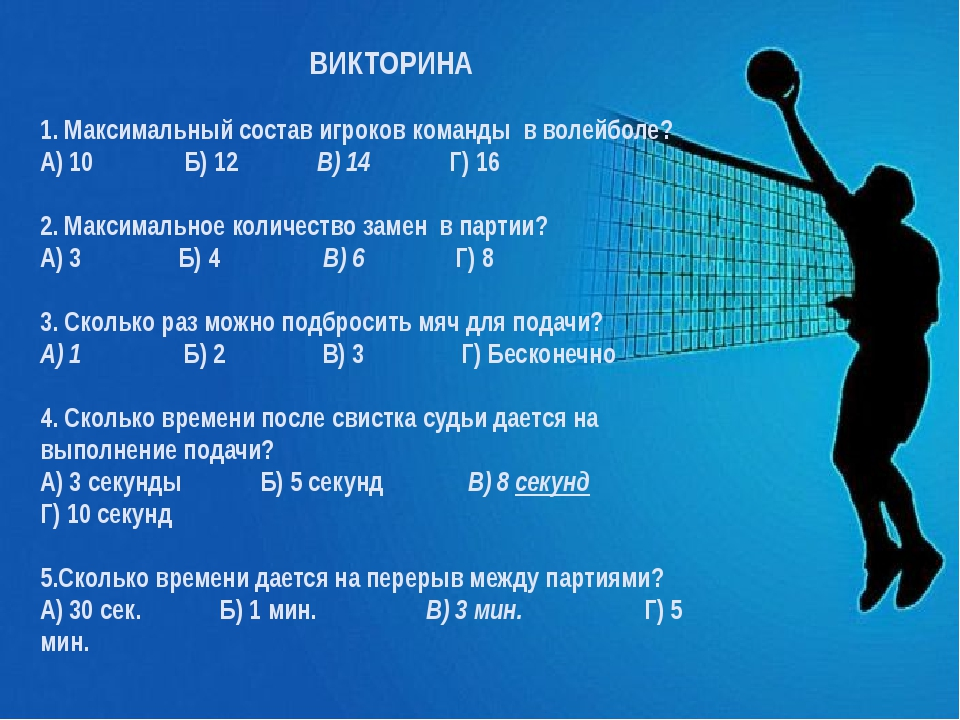 ВИКТОРИНА
1. Максимальный состав игроков команды в волейболе?
А) 10 Б) 12 В) 14 Г) 16
2. Максимальное количество замен в партии?
А) 3 Б) 4 В) 6 Г) 8
3. Сколько раз можно подбросить мяч для подачи?
А) 1 Б) 2 В) 3 Г) Бесконечно
4. Сколько времени после свистка судьи дается на
выполнение подачи?
А) 3 секунды Б) 5 секунд В) 8 секунд
Г) 10 секунд
5.Сколько времени дается на перерыв между партиями?
А) 30 сек. Б) 1 мин. В) 3 мин. Г) 5
мин.